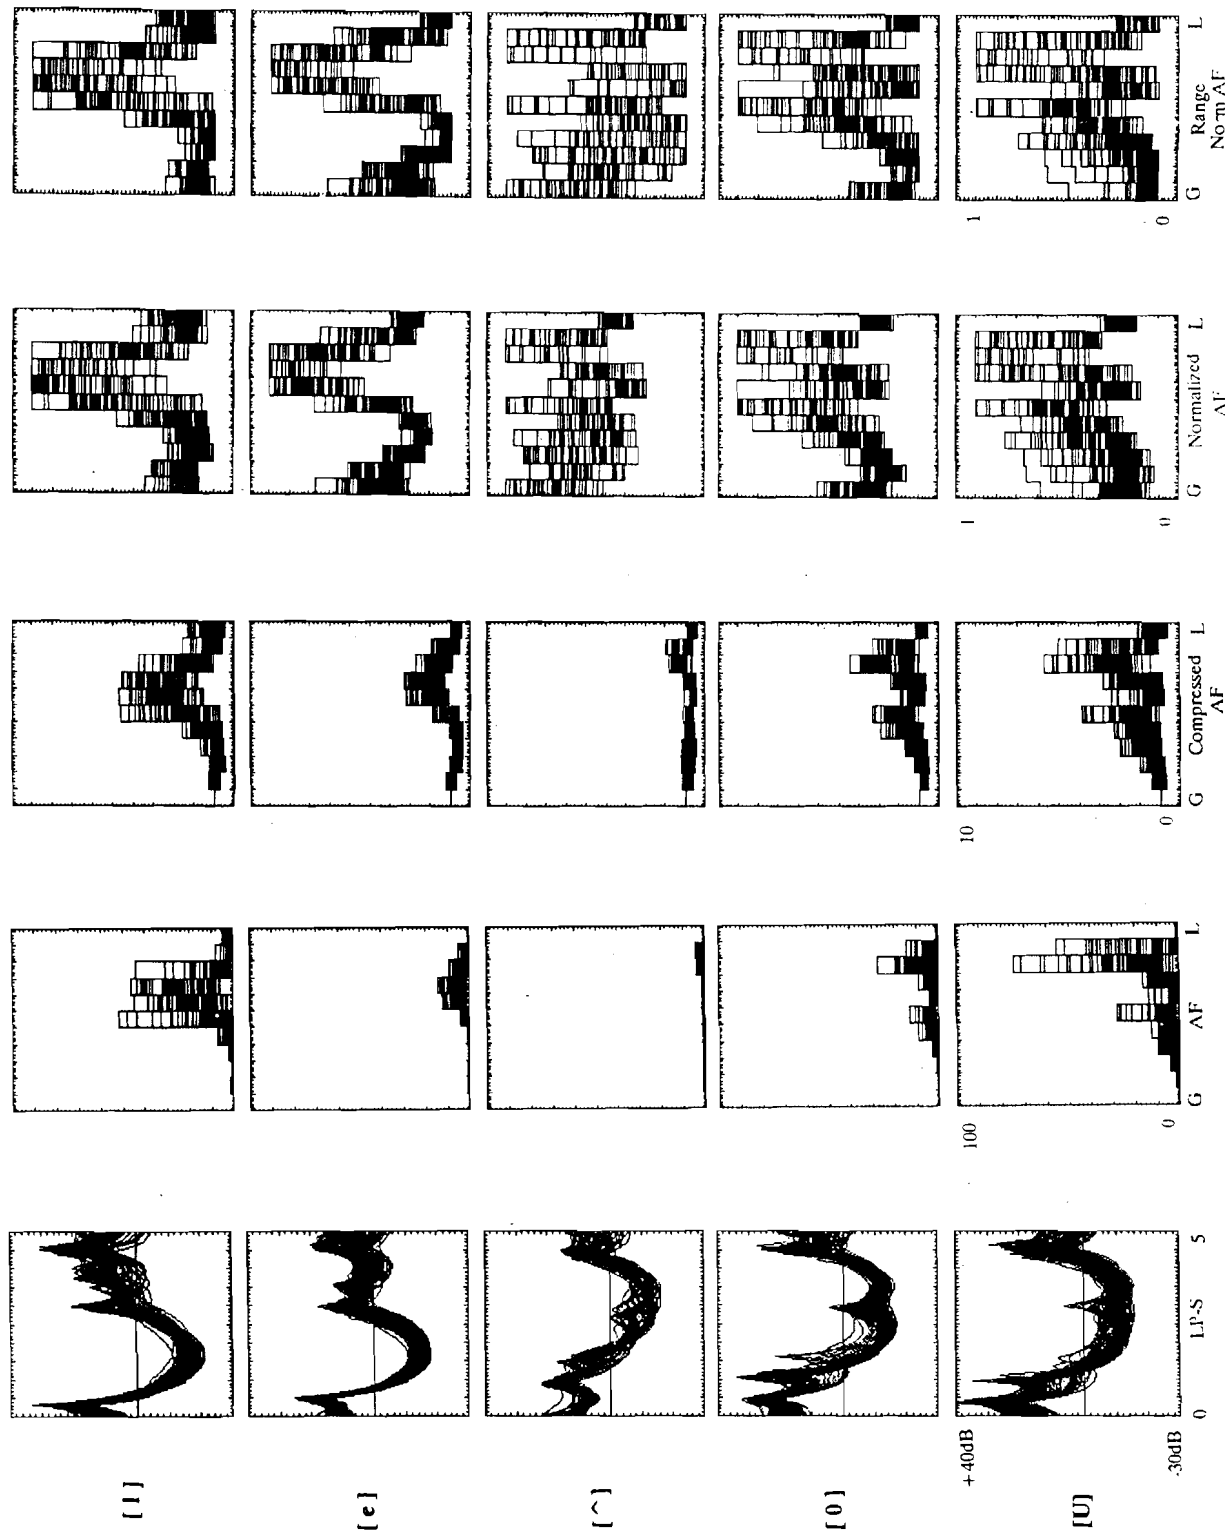 [ I ]
[ e ]
[ ^ ]
[ 0 ]
[U]
+40dB
-30dB
0 LP-S 5
100
0
G AF L
10
0
G Compressed L
AF
1
0
G Normalized L
AF
1
0
G Range L
Norm AF